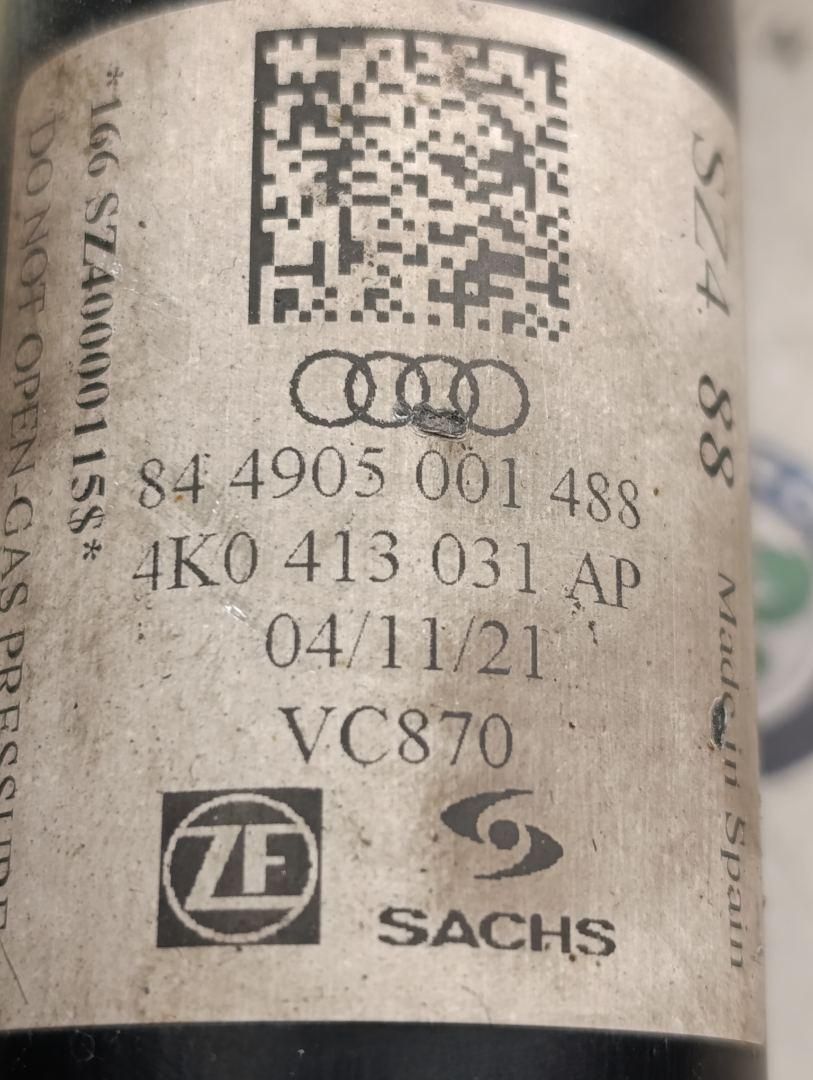 84 4905 001 488
4K0 413 031 AP
04/11/21
VC870
ZF
SACHS
*166 SZ4000001158*
DO NOT OPEN-GAS PRESSURE/
SZ4 88
Made in Spain